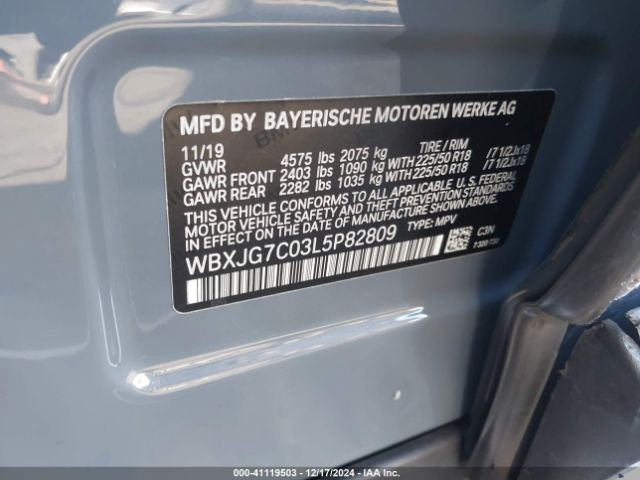 MFD BY BAYERISCHE MOTOREN WERKE AG
11/19 TIRE / RIM
GVWR 4575 lbs 2075 kg
GAWR FRONT 2403 lbs 1090 kg WITH 225/50 R18 /7 1/2Jx18
GAWR REAR 2282 lbs 1035 kg WITH 225/50 R18 /7 1/2Jx18
THIS VEHICLE CONFORMS TO ALL APPLICABLE U.S. FEDERAL
MOTOR VEHICLE SAFETY AND THEFT PREVENTION STANDARDS
IN EFFECT ON THE DATE OF MANUFACTURE SHOWN ABOVE.
WBXJG7C03L5P82809 TYPE: MPV
C3N
000-41119503 - 12/17/2024 - IAA Inc.